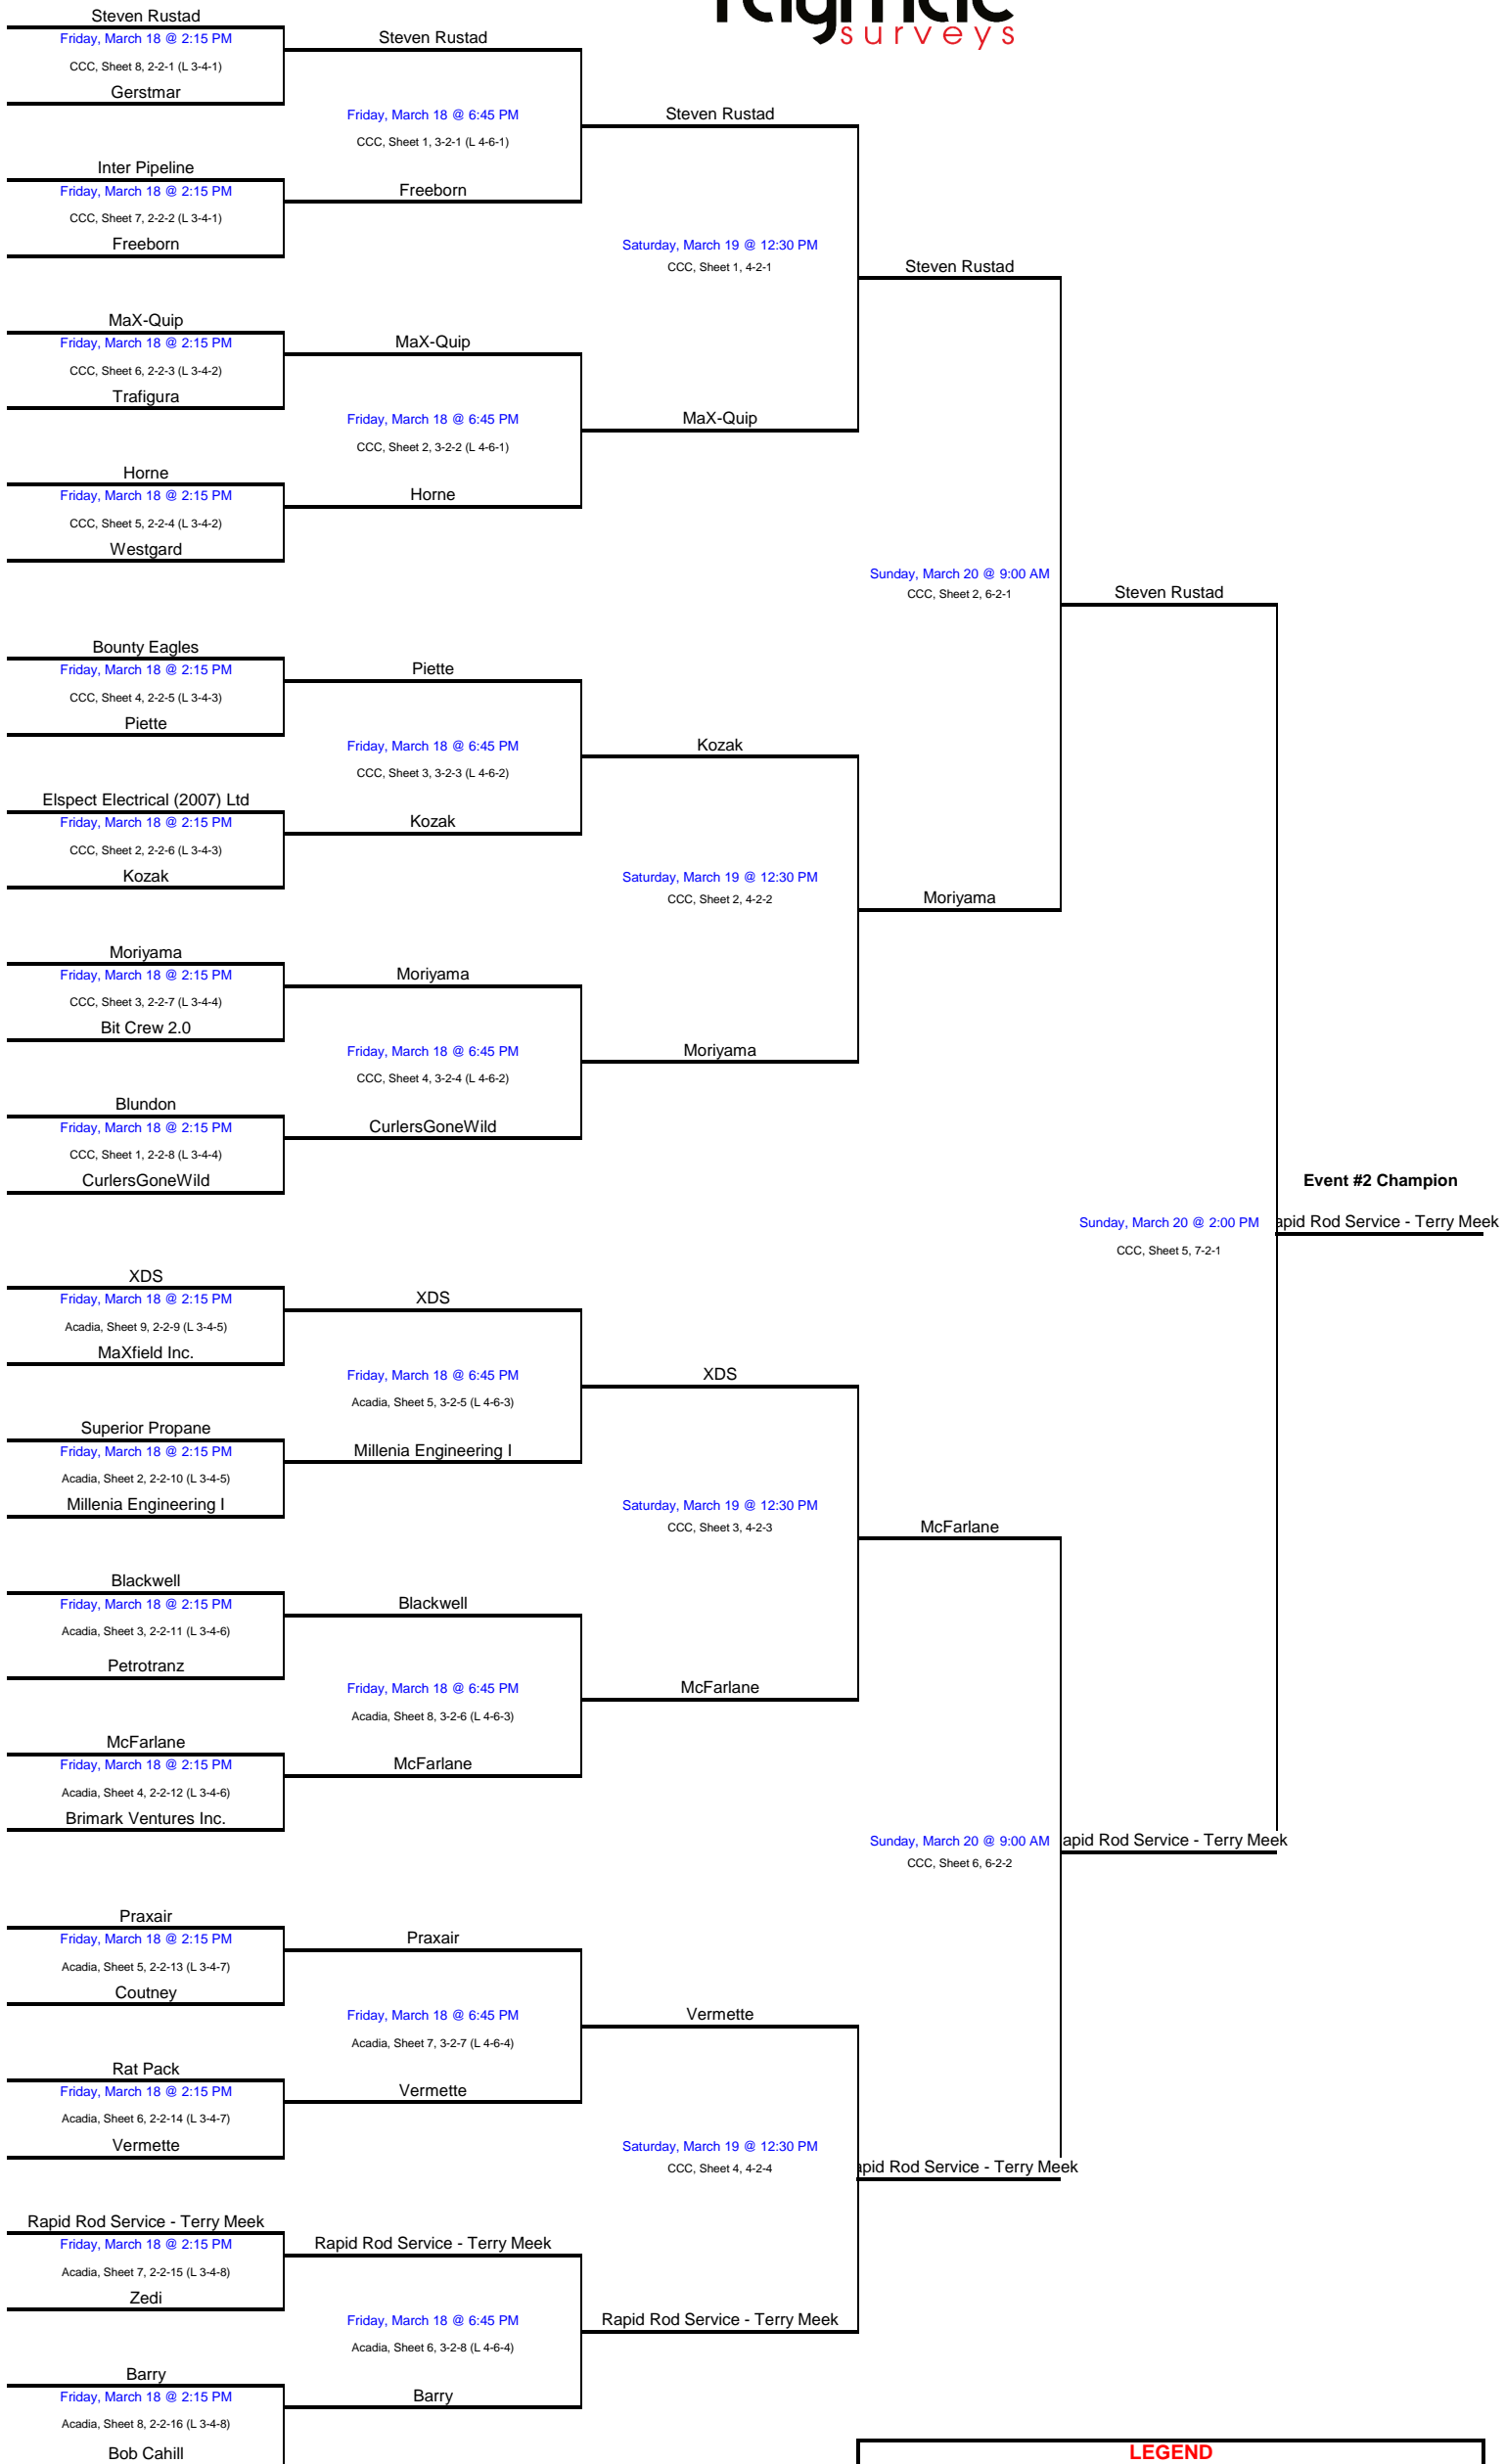 surveys
Steven Rustad
Friday, March 18 @ 2:15 PM
CCC, Sheet 8, 2-2-1 (L 3-4-1)
Gerstmar
Inter Pipeline
Friday, March 18 @ 2:15 PM
CCC, Sheet 7, 2-2-2 (L 3-4-1)
Freeborn
MaX-Quip
Friday, March 18 @ 2:15 PM
CCC, Sheet 6, 2-2-3 (L 3-4-2)
Trafigura
Horne
Friday, March 18 @ 2:15 PM
CCC, Sheet 5, 2-2-4 (L 3-4-2)
Westgard
Bounty Eagles
Friday, March 18 @ 2:15 PM
CCC, Sheet 4, 2-2-5 (L 3-4-3)
Piette
Elspect Electrical (2007) Ltd
Friday, March 18 @ 2:15 PM
CCC, Sheet 2, 2-2-6 (L 3-4-3)
Kozak
Moriyama
Friday, March 18 @ 2:15 PM
CCC, Sheet 3, 2-2-7 (L 3-4-4)
Bit Crew 2.0
Blundon
Friday, March 18 @ 2:15 PM
CCC, Sheet 1, 2-2-8 (L 3-4-4)
CurlersGoneWild
XDS
Friday, March 18 @ 2:15 PM
Acadia, Sheet 9, 2-2-9 (L 3-4-5)
MaXfield Inc.
Superior Propane
Friday, March 18 @ 2:15 PM
Acadia, Sheet 2, 2-2-10 (L 3-4-5)
Millenia Engineering I
Blackwell
Friday, March 18 @ 2:15 PM
Acadia, Sheet 3, 2-2-11 (L 3-4-6)
Petrotranz
McFarlane
Friday, March 18 @ 2:15 PM
Acadia, Sheet 4, 2-2-12 (L 3-4-6)
Brimark Ventures Inc.
Praxair
Friday, March 18 @ 2:15 PM
Acadia, Sheet 5, 2-2-13 (L 3-4-7)
Coutney
Rat Pack
Friday, March 18 @ 2:15 PM
Acadia, Sheet 6, 2-2-14 (L 3-4-7)
Vermette
Rapid Rod Service - Terry Meek
Friday, March 18 @ 2:15 PM
Acadia, Sheet 7, 2-2-15 (L 3-4-8)
Zedi
Barry
Friday, March 18 @ 2:15 PM
Acadia, Sheet 8, 2-2-16 (L 3-4-8)
Bob Cahill
Steven Rustad
Friday, March 18 @ 6:45 PM
CCC, Sheet 1, 3-2-1 (L 4-6-1)
Freeborn
MaX-Quip
Friday, March 18 @ 6:45 PM
CCC, Sheet 2, 3-2-2 (L 4-6-1)
Horne
Piette
Friday, March 18 @ 6:45 PM
CCC, Sheet 3, 3-2-3 (L 4-6-2)
Kozak
Moriyama
Friday, March 18 @ 6:45 PM
CCC, Sheet 4, 3-2-4 (L 4-6-2)
CurlersGoneWild
XDS
Friday, March 18 @ 6:45 PM
Acadia, Sheet 5, 3-2-5 (L 4-6-3)
Millenia Engineering I
Blackwell
Friday, March 18 @ 6:45 PM
Acadia, Sheet 8, 3-2-6 (L 4-6-3)
McFarlane
Praxair
Friday, March 18 @ 6:45 PM
Acadia, Sheet 7, 3-2-7 (L 4-6-4)
Vermette
Rapid Rod Service - Terry Meek
Friday, March 18 @ 6:45 PM
Acadia, Sheet 6, 3-2-8 (L 4-6-4)
Barry
Steven Rustad
Saturday, March 19 @ 12:30 PM
CCC, Sheet 1, 4-2-1
MaX-Quip
Kozak
Saturday, March 19 @ 12:30 PM
CCC, Sheet 2, 4-2-2
Moriyama
XDS
Saturday, March 19 @ 12:30 PM
CCC, Sheet 3, 4-2-3
McFarlane
Vermette
Saturday, March 19 @ 12:30 PM
CCC, Sheet 4, 4-2-4
Rapid Rod Service - Terry Meek
Steven Rustad
Sunday, March 20 @ 9:00 AM
CCC, Sheet 2, 6-2-1
Moriyama
McFarlane
Sunday, March 20 @ 9:00 AM
CCC, Sheet 6, 6-2-2
apid Rod Service - Terry Meek
Steven Rustad
Sunday, March 20 @ 2:00 PM
CCC, Sheet 5, 7-2-1
apid Rod Service - Terry Meek
Event #2 Champion
apid Rod Service - Terry Meek
LEGEND